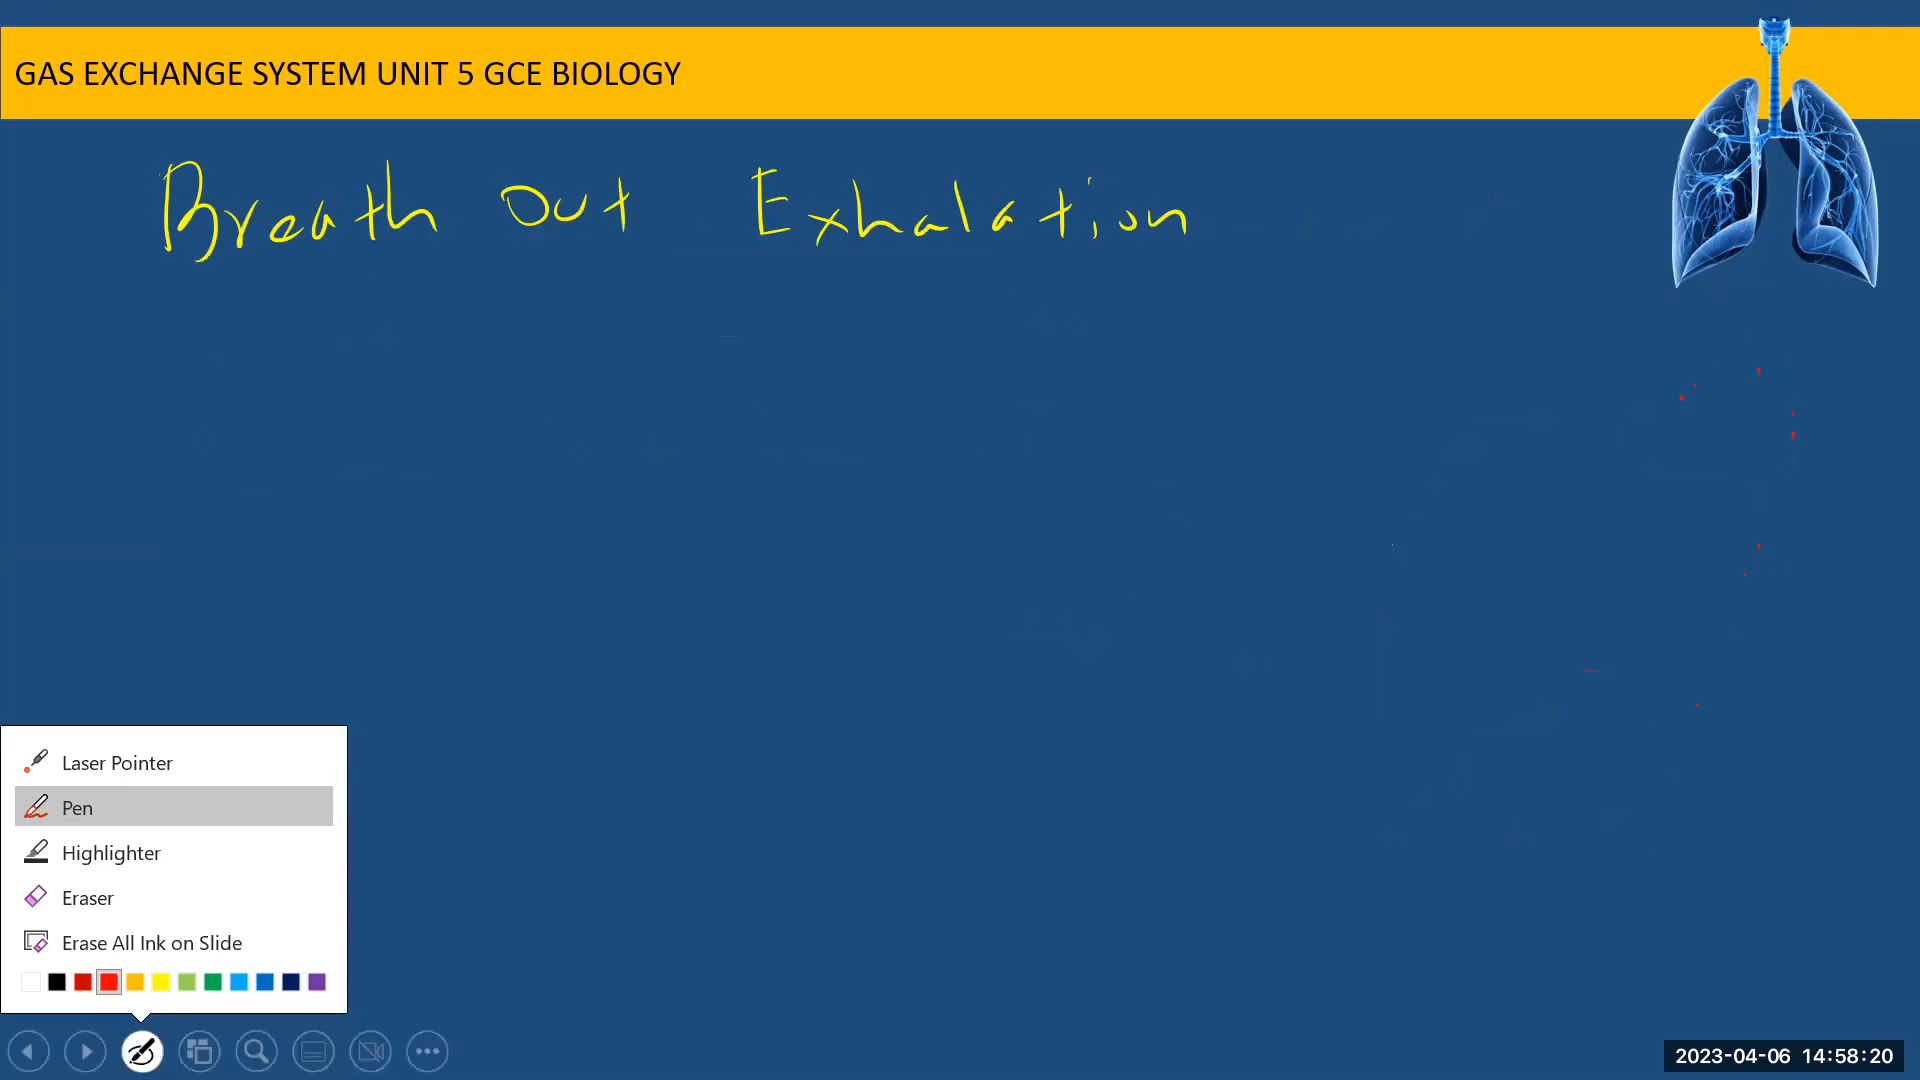 GAS EXCHANGE SYSTEM UNIT 5 GCE BIOLOGY
Breath Out Exhalation
Laser Pointer
Pen
Highlighter
Eraser
Erase All Ink on Slide
2023-04-06 14:58:20